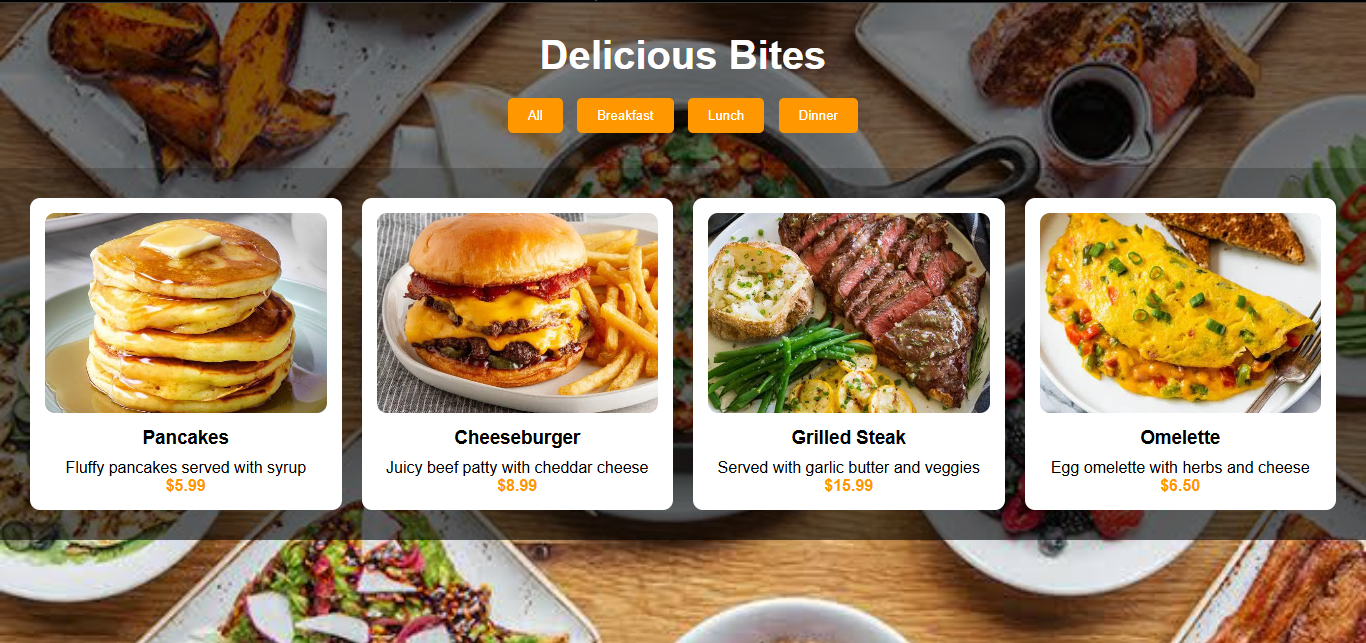 Delicious Bites
All Breakfast Lunch Dinner
Pancakes
Fluffy pancakes served with syrup
$5.99
Cheeseburger
Juicy beef patty with cheddar cheese
$8.99
Grilled Steak
Served with garlic butter and veggies
$15.99
Omelette
Egg omelette with herbs and cheese
$6.50